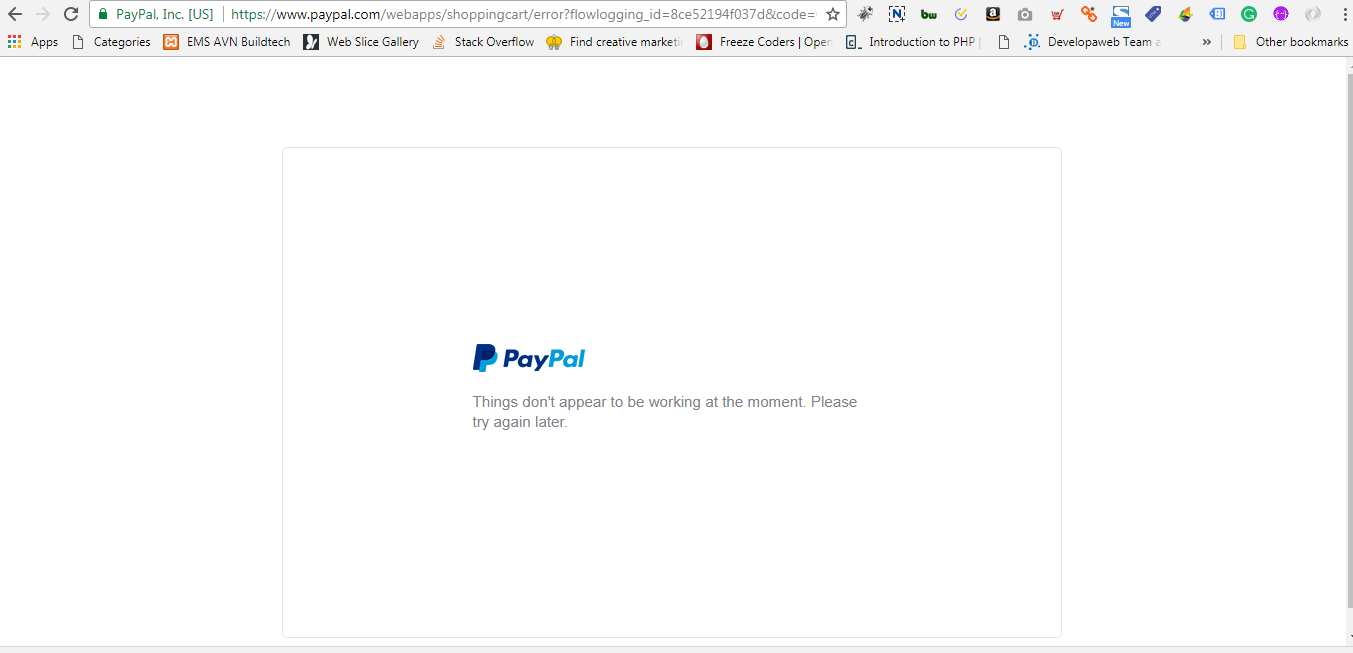 PayPal, Inc. [US] https://www.paypal.com/webapps/shoppingcart/error?flowlogging_id=8ce52194f037d&code=
N bw a New G
Apps Categories EMS AVN Buildtech Web Slice Gallery Stack Overflow Find creative marketi Freeze Coders | Open Introduction to PHP Developaweb Team » Other bookmarks
PayPal
Things don't appear to be working at the moment. Please
try again later.